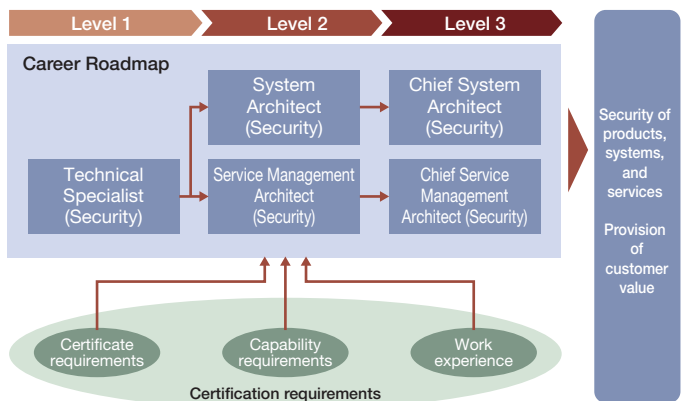 Level 1
Level 2
Level 3
Career Roadmap
System
Architect
(Security)
Chief System
Architect
(Security)
Technical
Specialist
(Security)
Service Management
Architect
(Security)
Chief Service
Management
Architect (Security)
Security of
products,
systems,
and
services
Provision
of
customer
value
Certificate
requirements
Capability
requirements
Work
experience
Certification requirements